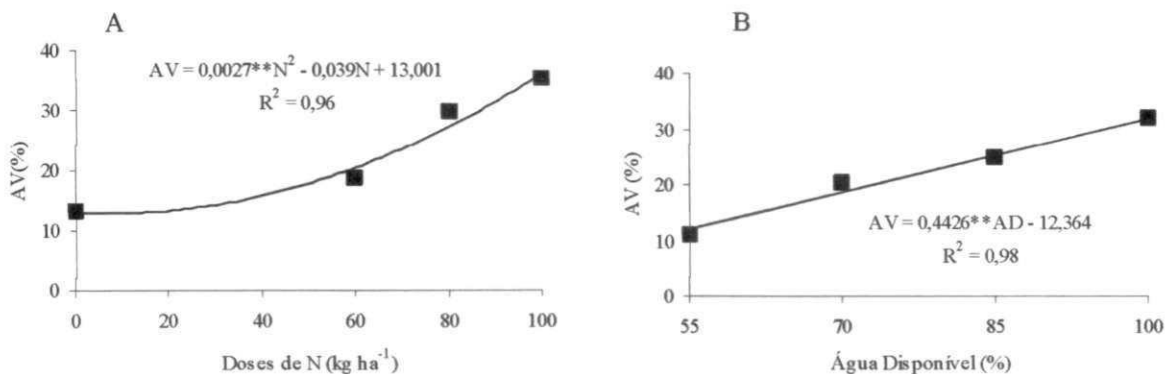 A
AV = 0,0027**N² - 0,039N + 13,001
R² = 0,96
40
30
20
10
0
AV(%)
0 20 40 60 80 100
Doses de N (kg ha⁻¹)
B
40
30
20
10
0
AV (%)
AV = 0,4426**AD - 12,364
R² = 0,98
55 70 85 100
Água Disponível (%)